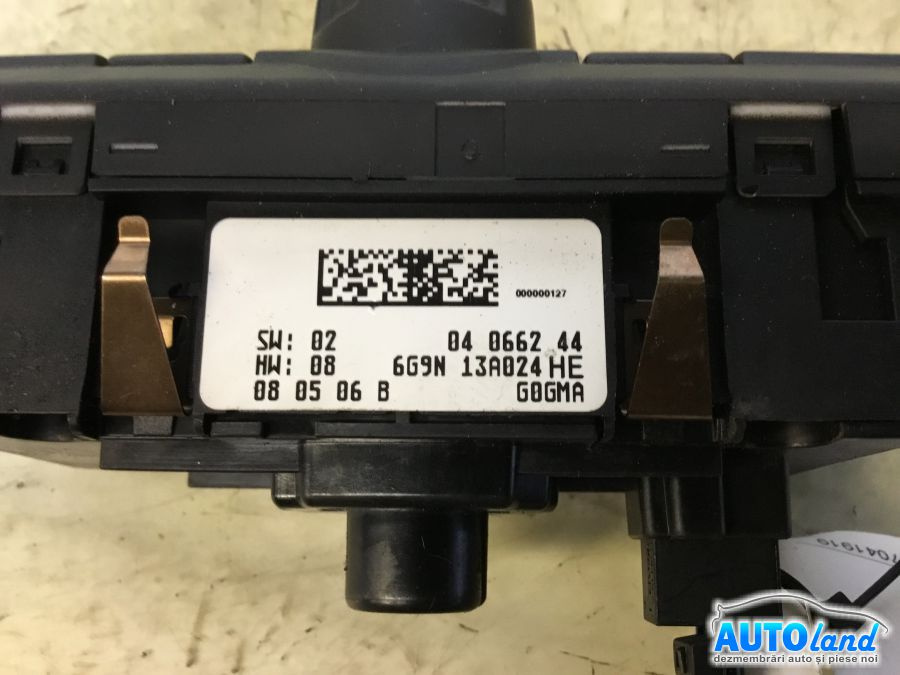 000000127
SW: 02 04 0662 44
HW: 08 6G9N 13A024 HE
08 05 06 B G0GMA
7041919
AUTOland
dezmembrări auto și piese noi